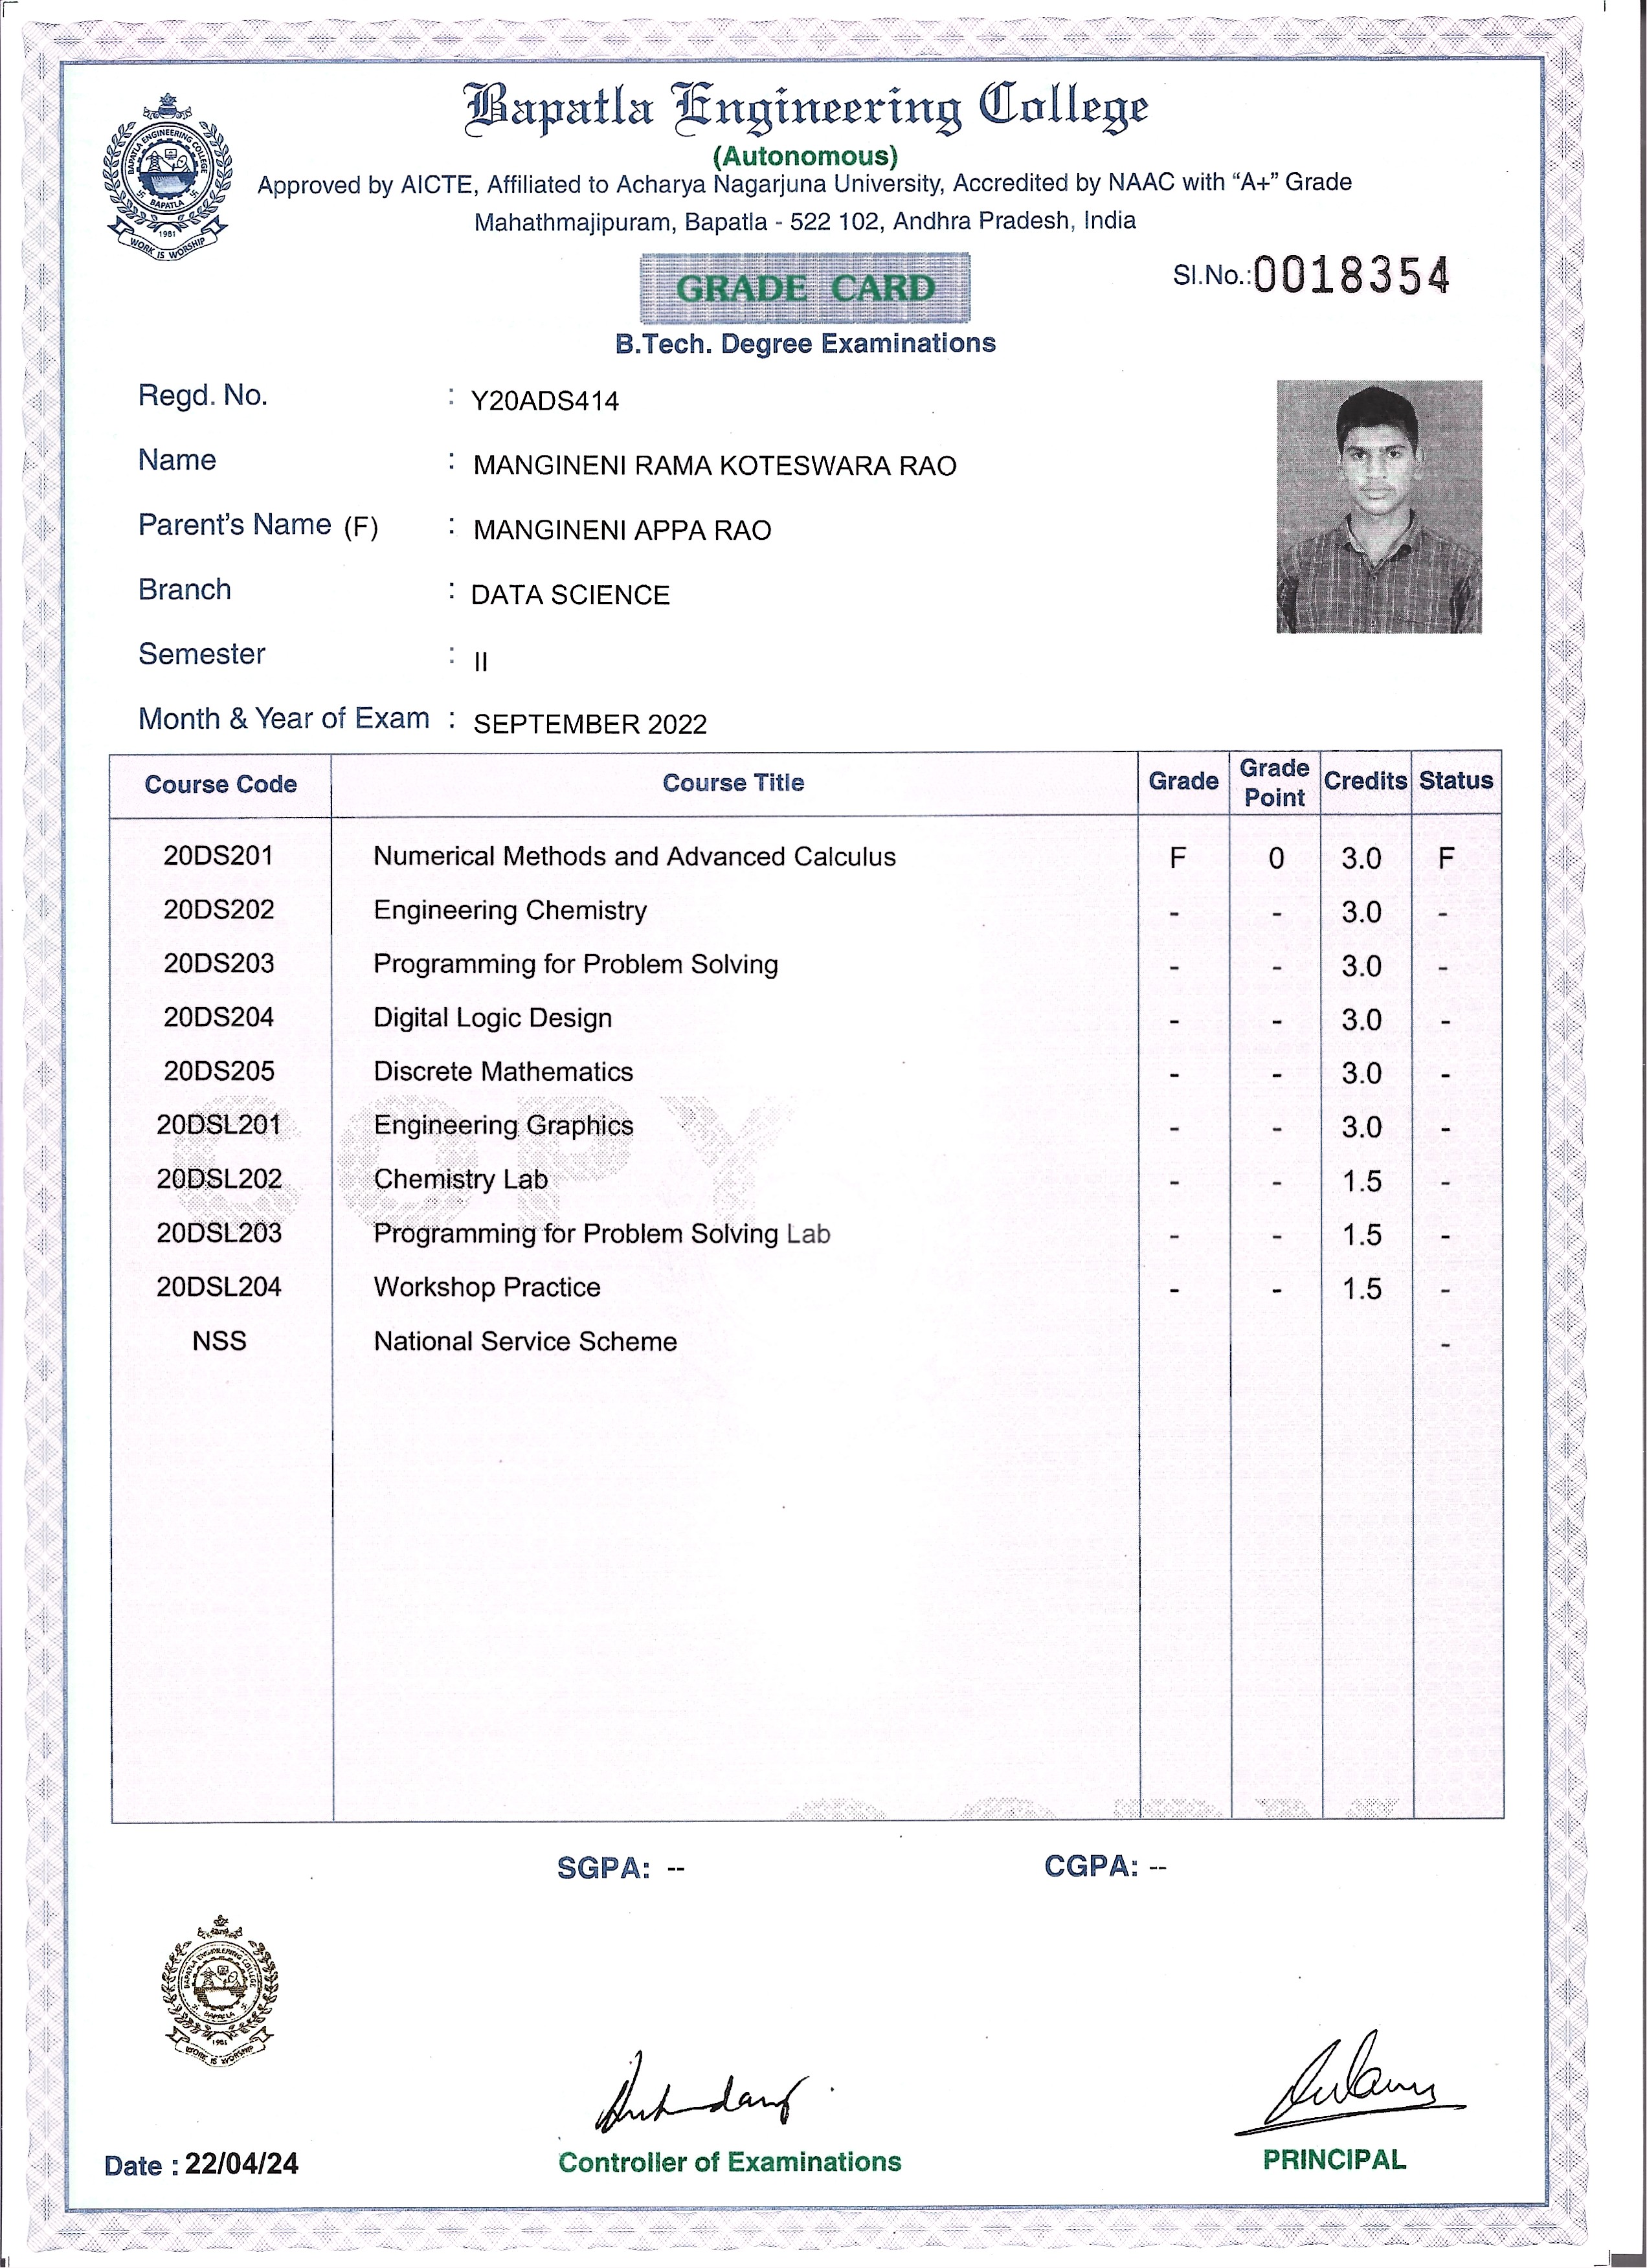 Bapatla Engineering College
(Autonomous)
Approved by AICTE, Affiliated to Acharya Nagarjuna University, Accredited by NAAC with “A+” Grade
Mahathmajipuram, Bapatla - 522 102, Andhra Pradesh, India
BAPATLA ENGINEERING COLLEGE
BAPATLA
1981
WORK IS WORSHIP
GRADE CARD
Sl.No.:0018354
B.Tech. Degree Examinations
Regd. No. : Y20ADS414
Name : MANGINENI RAMA KOTESWARA RAO
Parent's Name (F) : MANGINENI APPA RAO
Branch : DATA SCIENCE
Semester : II
Month & Year of Exam : SEPTEMBER 2022
Course Code Course Title Grade Grade Point Credits Status
20DS201 Numerical Methods and Advanced Calculus F 0 3.0 F
20DS202 Engineering Chemistry - - 3.0 -
20DS203 Programming for Problem Solving - - 3.0 -
20DS204 Digital Logic Design - - 3.0 -
20DS205 Discrete Mathematics - - 3.0 -
20DSL201 Engineering Graphics - - 3.0 -
20DSL202 Chemistry Lab - - 1.5 -
20DSL203 Programming for Problem Solving Lab - - 1.5 -
20DSL204 Workshop Practice - - 1.5 -
NSS National Service Scheme -
COPY
SGPA: -- CGPA: --
BAPATLA ENGINEERING COLLEGE
BAPATLA
1981
WORK IS WORSHIP
Date : 22/04/24
Controller of Examinations
PRINCIPAL